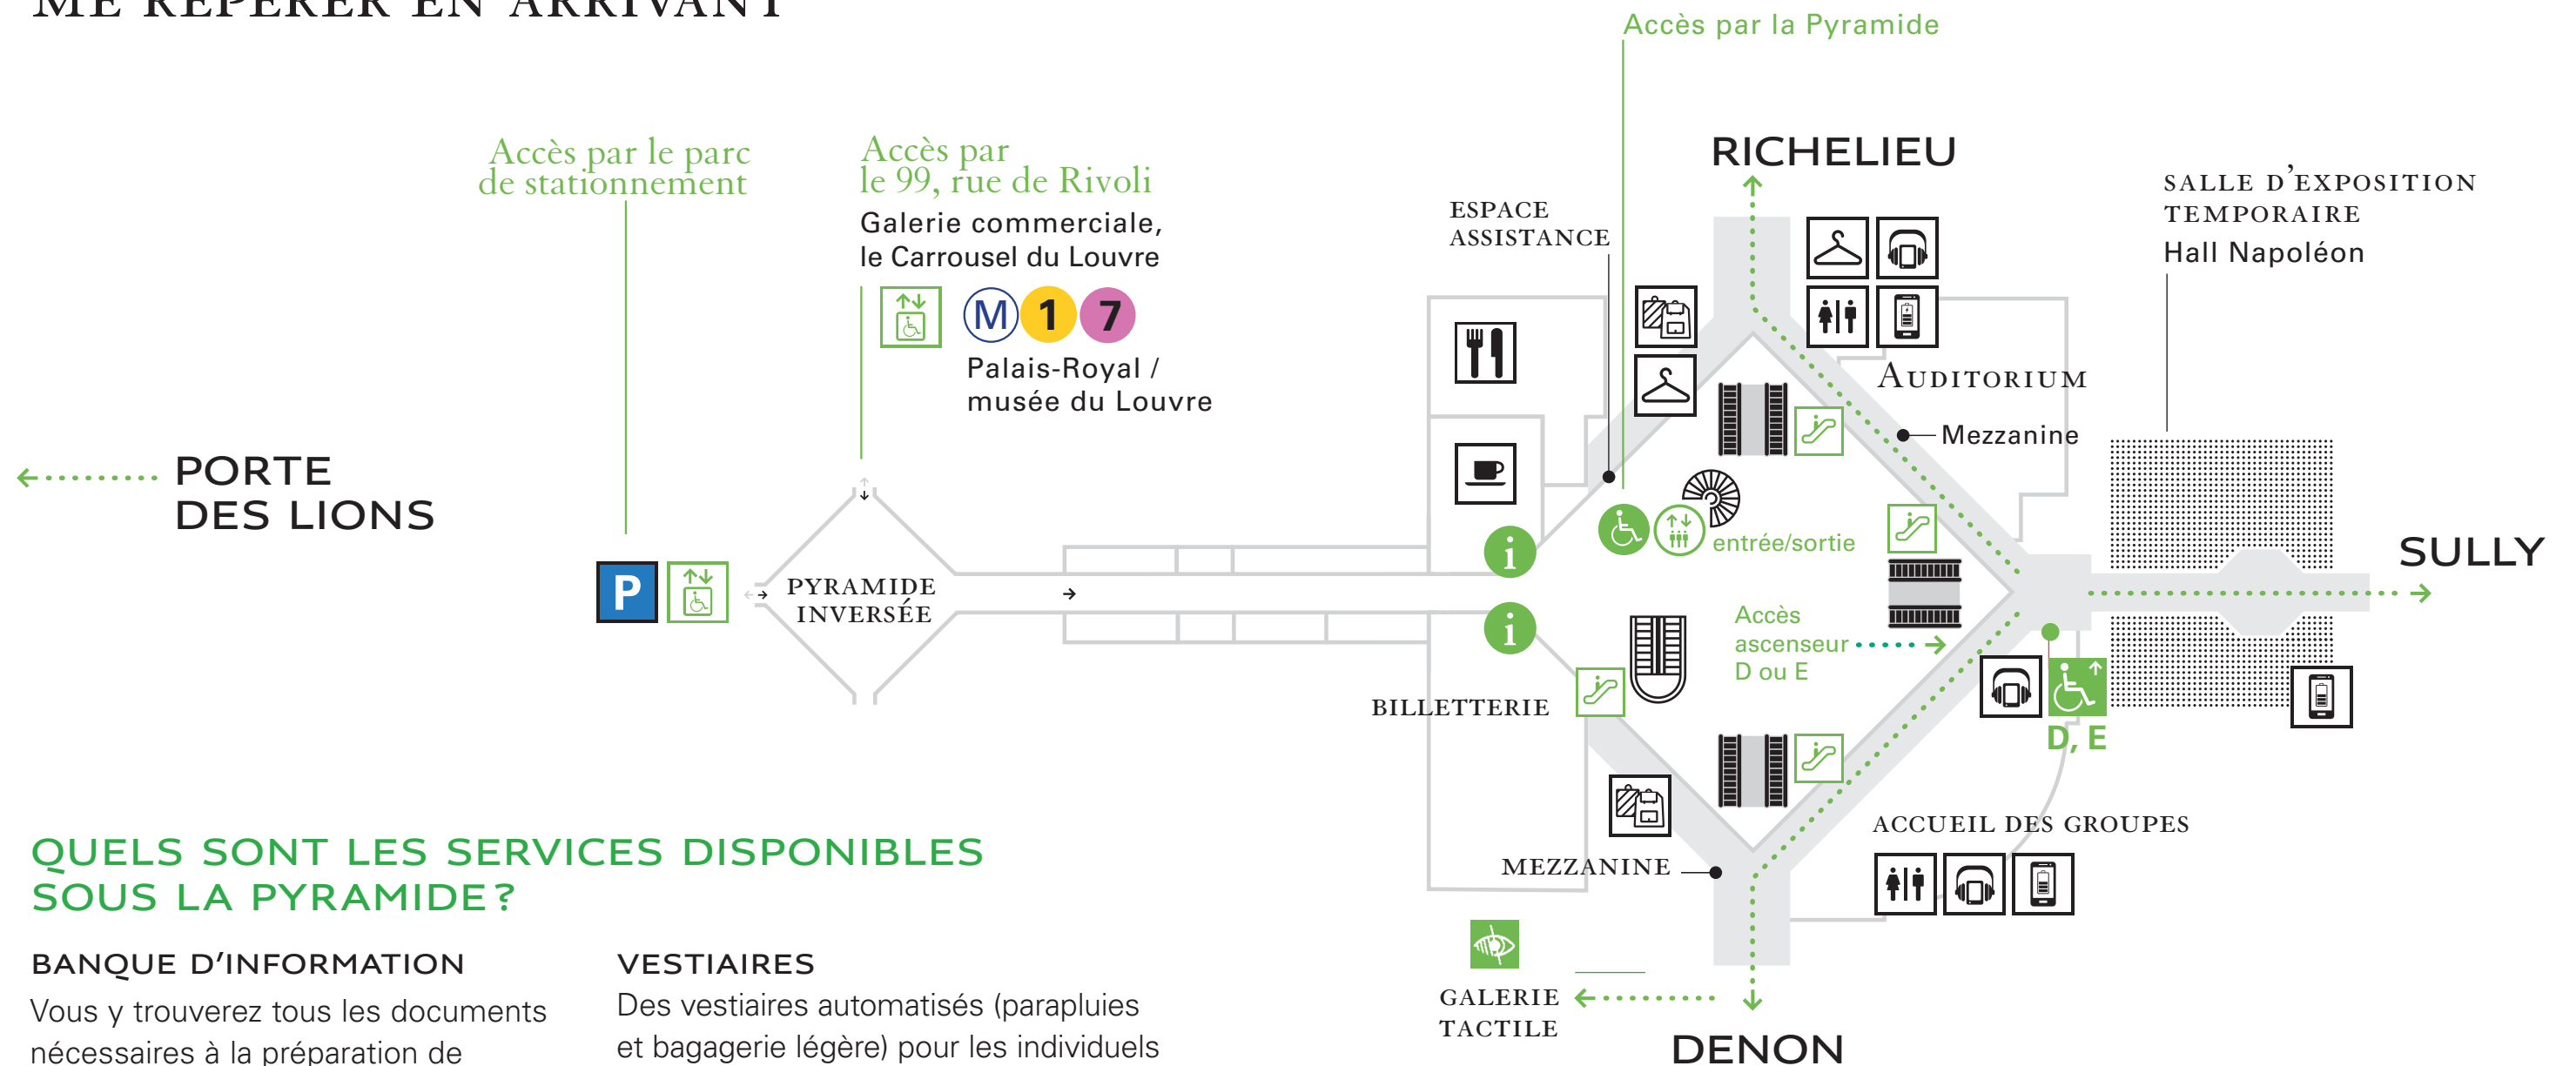 ME REPÉRER EN ARRIVANT
Accès par la Pyramide
Accès par le parc
de stationnement
Accès par
le 99, rue de Rivoli
Galerie commerciale,
le Carrousel du Louvre
M 1 7
Palais-Royal /
musée du Louvre
PORTE
DES LIONS
P
PYRAMIDE
INVERSÉE
RICHELIEU
ESPACE
ASSISTANCE
SALLE D'EXPOSITION
TEMPORAIRE
Hall Napoléon
AUDITORIUM
Mezzanine
i
entrée/sortie
SULLY
i
Accès
ascenseur
D ou E
BILLETTERIE
D, E
ACCUEIL DES GROUPES
MEZZANINE
GALERIE
TACTILE
DENON
QUELS SONT LES SERVICES DISPONIBLES
SOUS LA PYRAMIDE ?
BANQUE D'INFORMATION
Vous y trouverez tous les documents
nécessaires à la préparation de
VESTIAIRES
Des vestiaires automatisés (parapluies
et bagagerie légère) pour les individuels